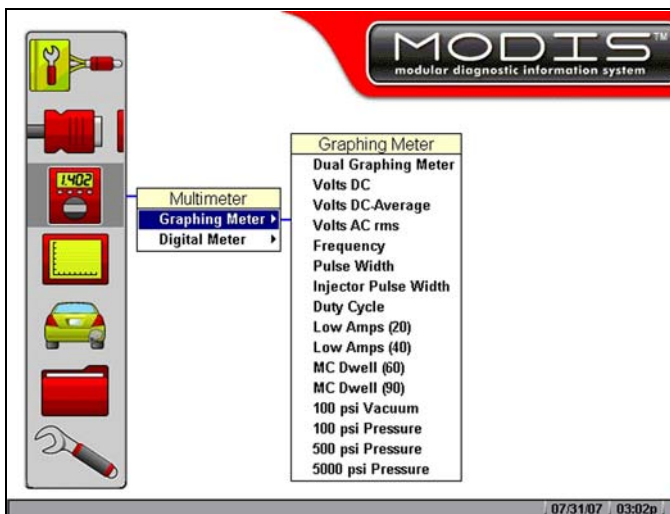 MODIS™
modular diagnostic information system
1.402
Multimeter
Graphing Meter
Digital Meter
Graphing Meter
Dual Graphing Meter
Volts DC
Volts DC-Average
Volts AC rms
Frequency
Pulse Width
Injector Pulse Width
Duty Cycle
Low Amps (20)
Low Amps (40)
MC Dwell (60)
MC Dwell (90)
100 psi Vacuum
100 psi Pressure
500 psi Pressure
5000 psi Pressure
07/31/07 03:02p